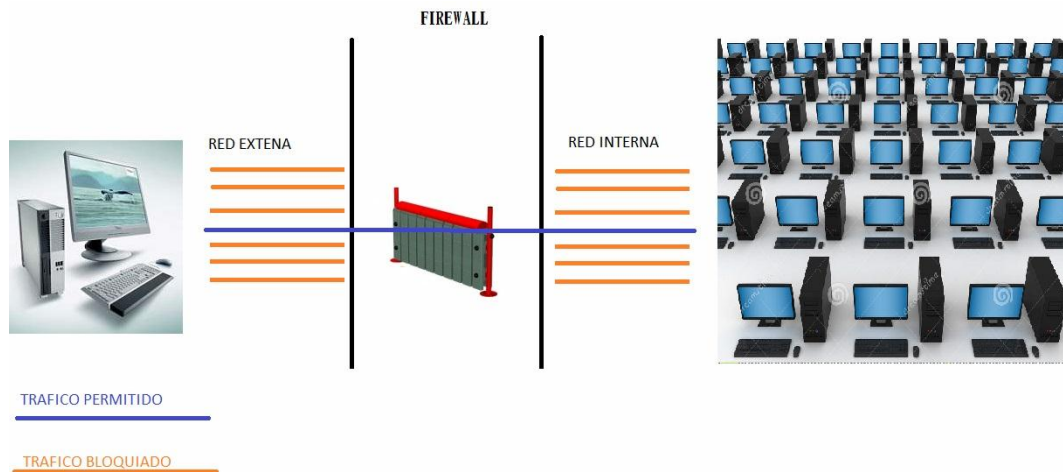 FIREWALL
RED EXTENA
RED INTERNA
TRAFICO PERMITIDO
TRAFICO BLOQUIADO